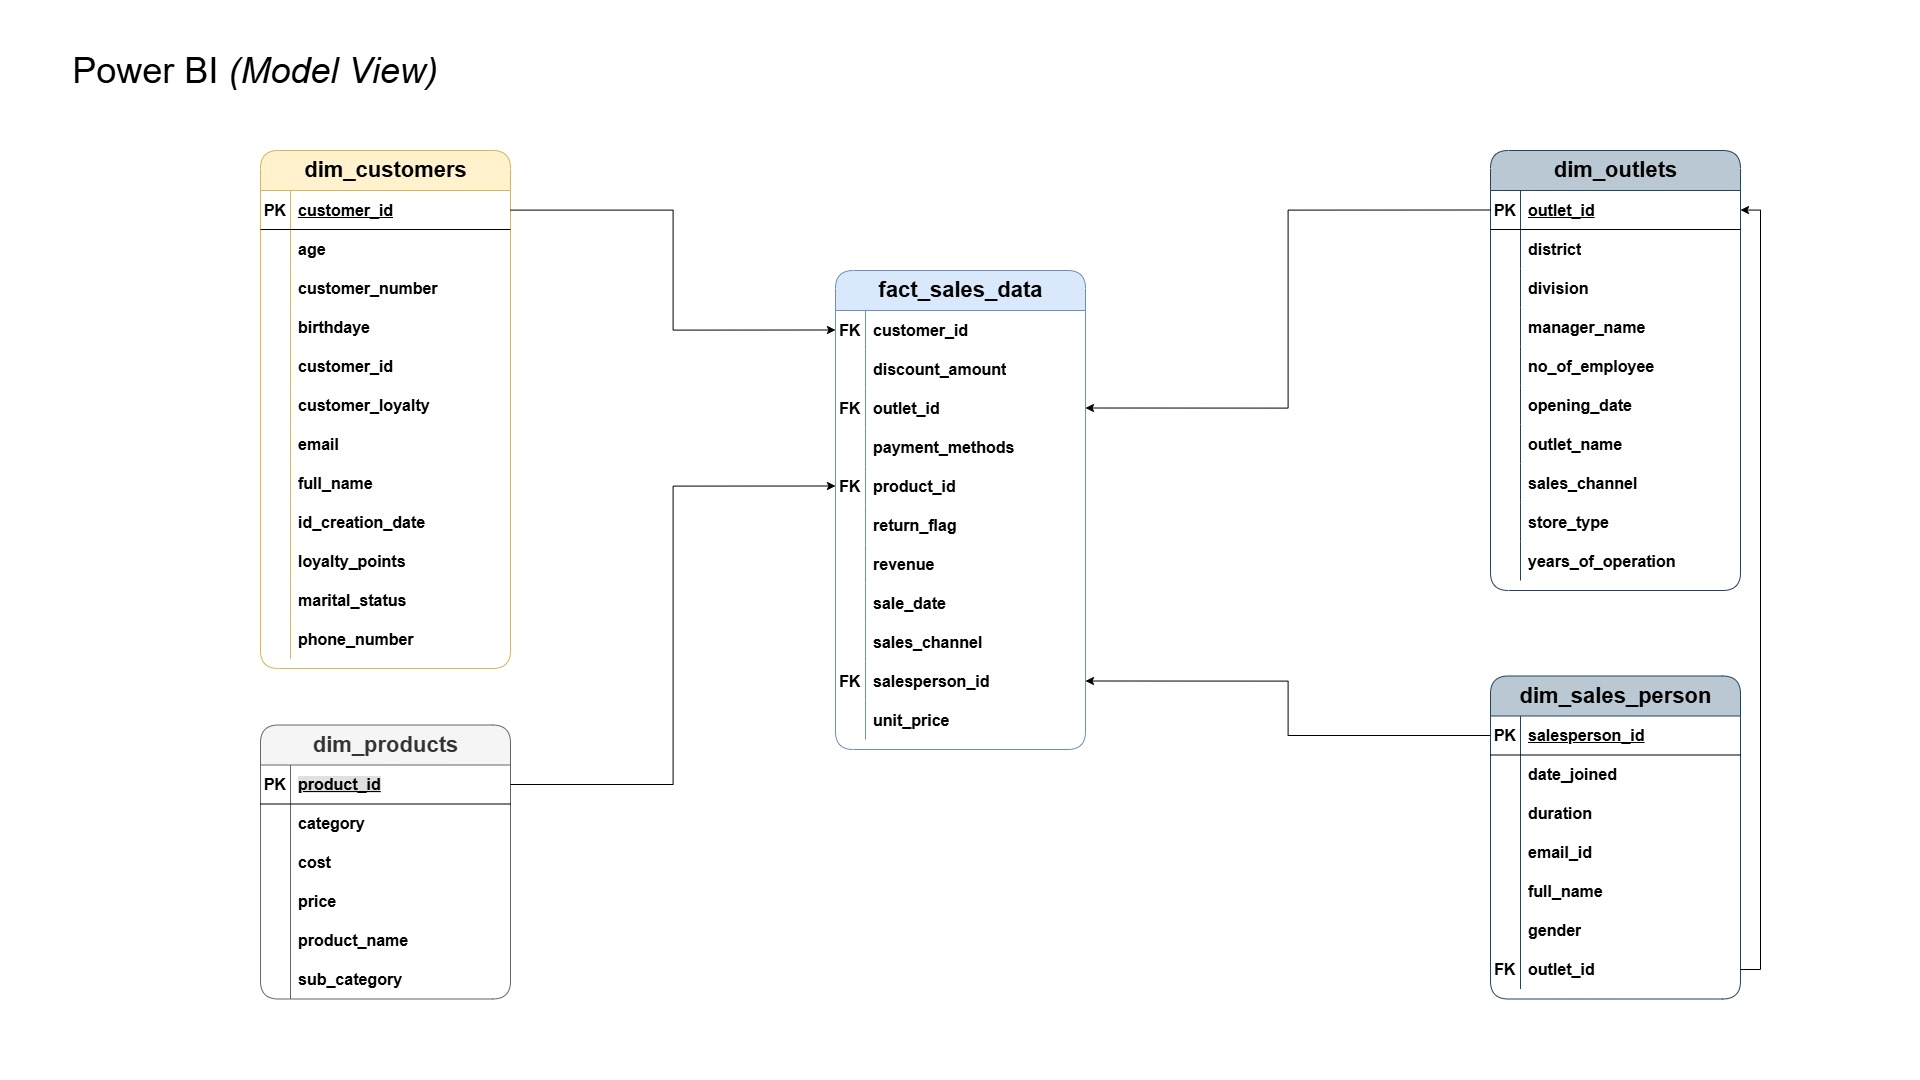 Power BI (Model View)
dim_customers
PK customer_id
age
customer_number
birthdaye
customer_id
customer_loyalty
email
full_name
id_creation_date
loyalty_points
marital_status
phone_number
dim_products
PK product_id
category
cost
price
product_name
sub_category
fact_sales_data
FK customer_id
discount_amount
FK outlet_id
payment_methods
FK product_id
return_flag
revenue
sale_date
sales_channel
FK salesperson_id
unit_price
dim_outlets
PK outlet_id
district
division
manager_name
no_of_employee
opening_date
outlet_name
sales_channel
store_type
years_of_operation
dim_sales_person
PK salesperson_id
date_joined
duration
email_id
full_name
gender
FK outlet_id